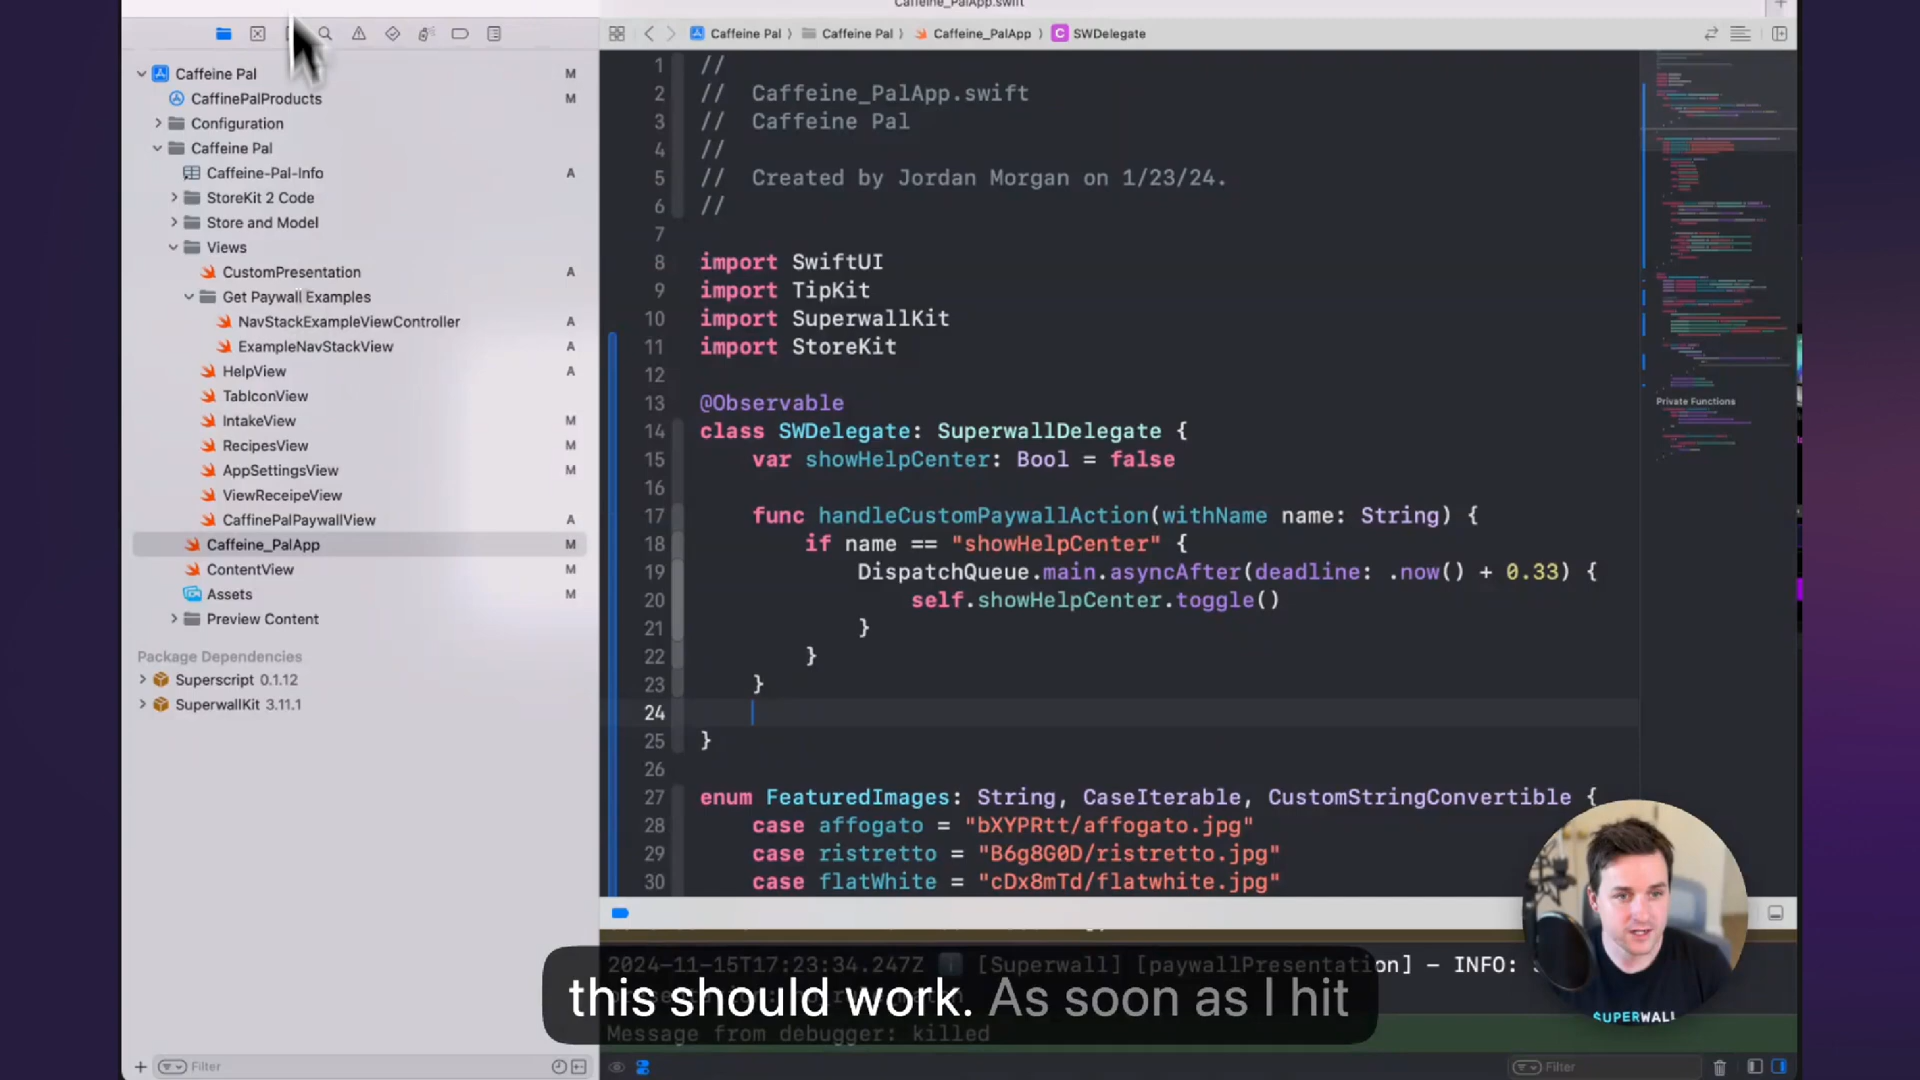 Caffeine_PalApp.swift
Caffeine Pal
Caffeine Pal
Caffeine_PalApp
C SWDelegate
Caffeine Pal M
CaffinePalProducts M
Configuration
Caffeine Pal
Caffeine-Pal-Info A
StoreKit 2 Code
Store and Model
Views
CustomPresentation A
Get Paywall Examples
NavStackExampleViewController A
ExampleNavStackView A
HelpView A
TabIconView
IntakeView M
RecipesView M
AppSettingsView M
ViewReceipeView
CaffinePalPaywallView A
Caffeine_PalApp M
ContentView M
Assets M
Preview Content
Package Dependencies
Superscript 0.1.12
SuperwallKit 3.11.1
Filter
1 //
2 // Caffeine_PalApp.swift
3 // Caffeine Pal
4 //
5 // Created by Jordan Morgan on 1/23/24.
6 //
7
8 import SwiftUI
9 import TipKit
10 import SuperwallKit
11 import StoreKit
12
13 @Observable
14 class SWDelegate: SuperwallDelegate {
15 var showHelpCenter: Bool = false
16
17 func handleCustomPaywallAction(withName name: String) {
18 if name == "showHelpCenter" {
19 DispatchQueue.main.asyncAfter(deadline: .now() + 0.33) {
20 self.showHelpCenter.toggle()
21 }
22 }
23 }
24
25 }
26
27 enum FeaturedImages: String, CaseIterable, CustomStringConvertible {
28 case affogato = "bXYPRtt/affogato.jpg"
29 case ristretto = "B6g8G0D/ristretto.jpg"
30 case flatWhite = "cDx8mTd/flatwhite.jpg"
Private Functions
2024-11-15T17:23:34.247Z [Superwall] [paywallPresentation] – INFO:
this should work. As soon as I hit
Message from debugger: killed
Filter
SUPERWALL